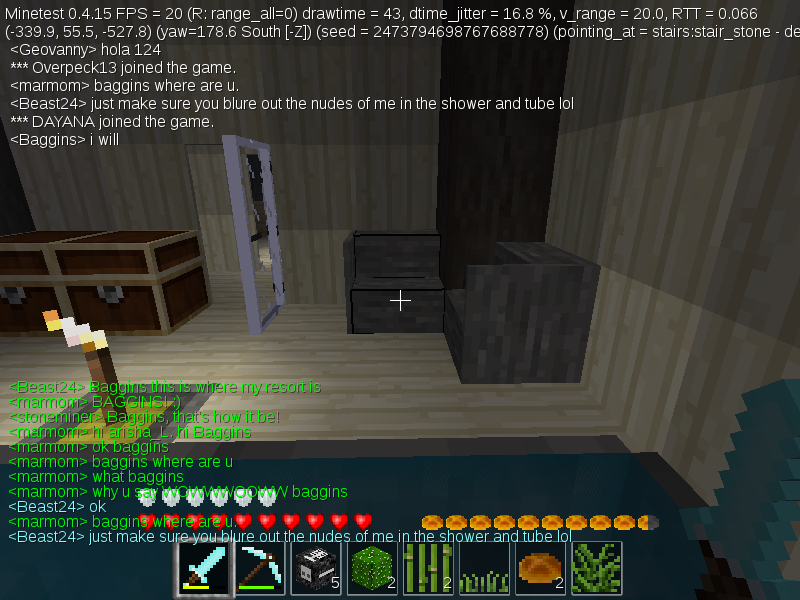 Minetest 0.4.15 FPS = 20 (R: range_all=0) drawtime = 43, dtime_jitter = 16.8 %, v_range = 20.0, RTT = 0.066
(-339.9, 55.5, -527.8) (yaw=178.6 South [-Z]) (seed = 2473794698767688778) (pointing_at = stairs:stair_stone - de
<Geovanny> hola 124
*** Overpeck13 joined the game.
<marmom> baggins where are u.
<Beast24> just make sure you blure out the nudes of me in the shower and tube lol
*** DAYANA joined the game.
<Baggins> i will
<Beast24> Baggins this is where my resort is
<marmom> BAGGINS! :)
<stoneminer> Baggins, that's how it be!
<marmom> hi arisha_L. hi Baggins
<marmom> ok baggins
<marmom> baggins where are u
<marmom> what baggins
<marmom> why u say WOWWWOOWW baggins
<Beast24> ok
<marmom> baggins where are u.
<Beast24> just make sure you blure out the nudes of me in the shower and tube lol
5
2
2
2